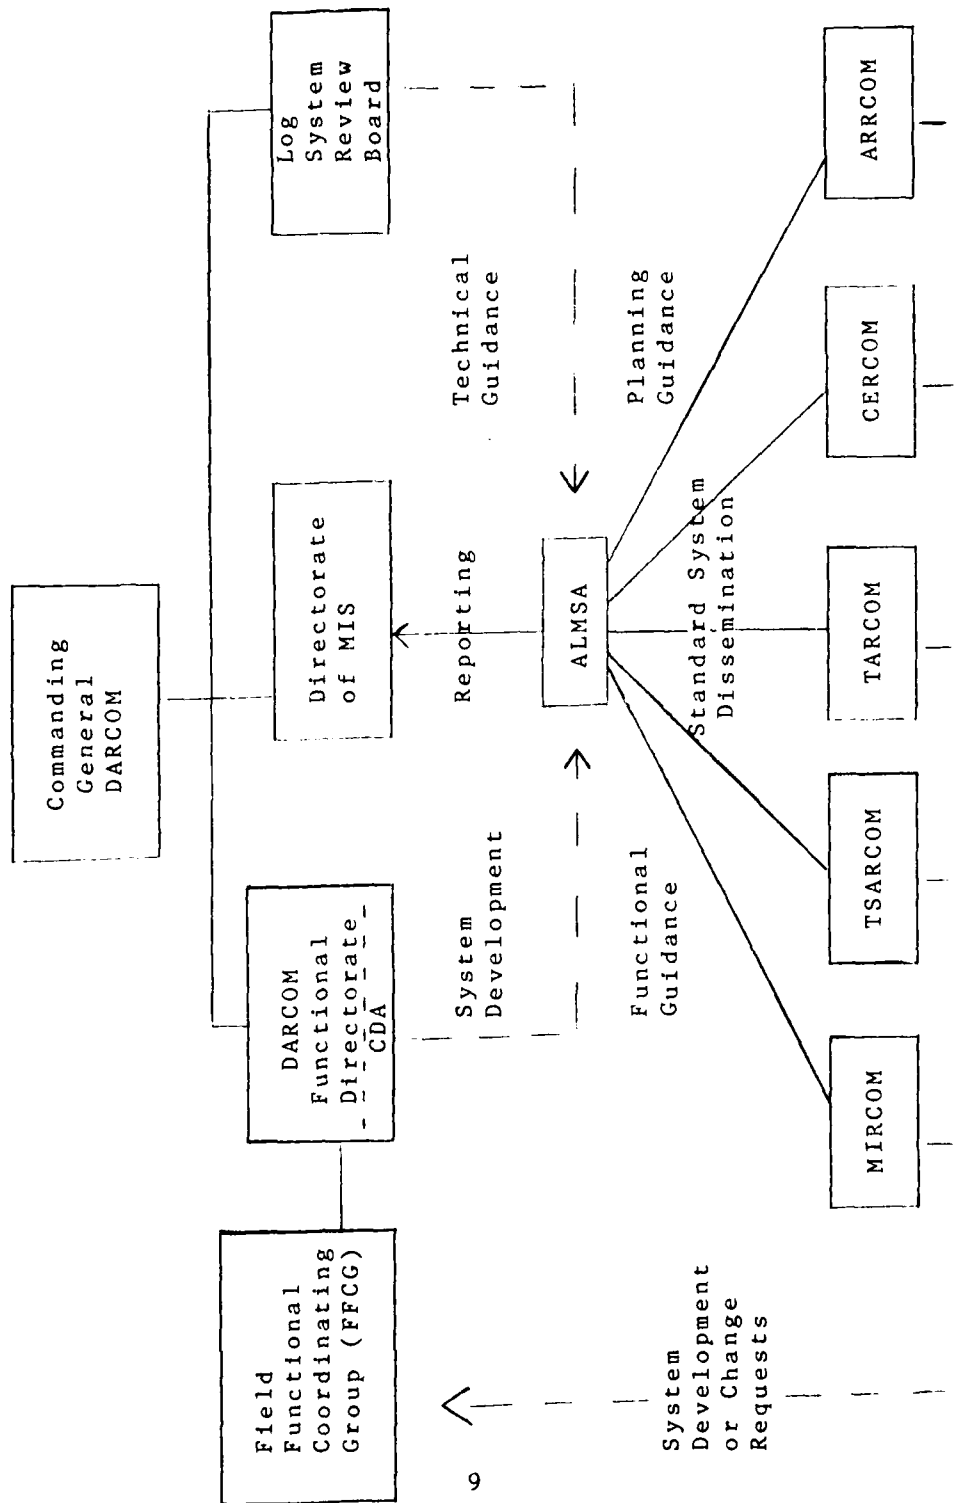 Commanding
General
DARCOM
Field
Functional
Coordinating
Group (FFCG)
DARCOM
Functional
Directorate
CDA
Directorate
of MIS
Log
System
Review
Board
System
Development
Reporting
Technical
Guidance
ALMSA
Functional
Guidance
Planning
Guidance
System
Development
or Change
Requests
Standard System
Dissemination
MIRCOM
TSARCOM
TARCOM
CERCOM
ARRCOM
9